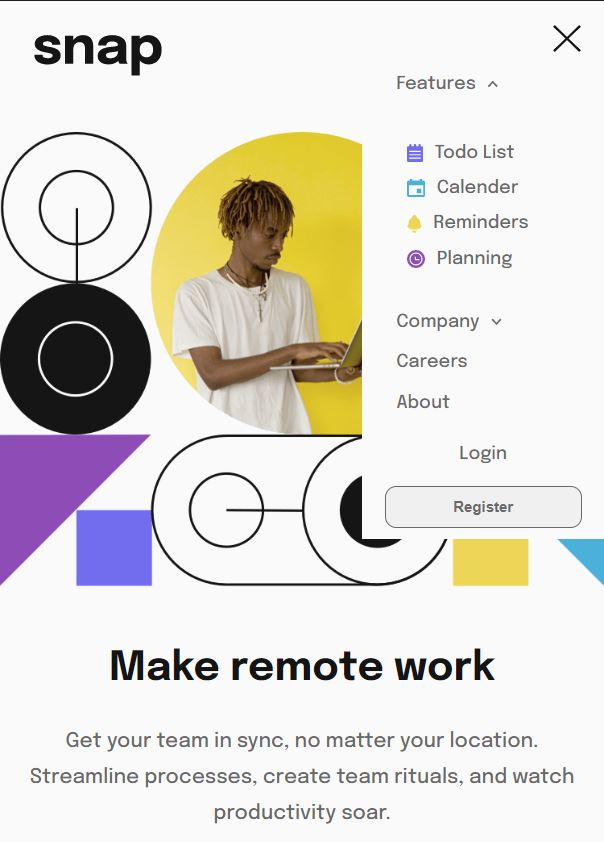 snap
Features
Todo List
Calender
Reminders
Planning
Company
Careers
About
Login
Register
Make remote work
Get your team in sync, no matter your location.
Streamline processes, create team rituals, and watch
productivity soar.